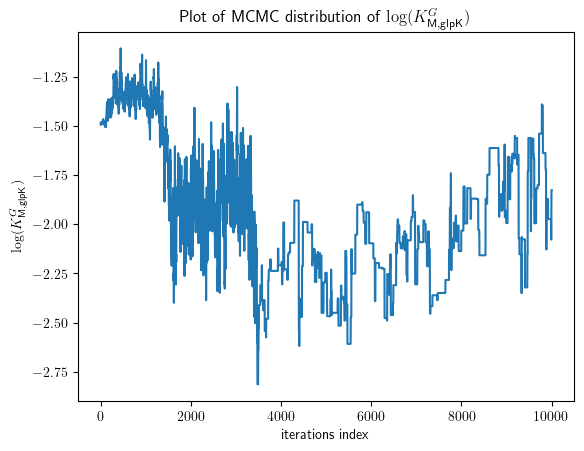 Plot of MCMC distribution of log(K^G_{M,glpK})
log(K^G_{M,glpK})
−1.25
−1.50
−1.75
−2.00
−2.25
−2.50
−2.75
0 2000 4000 6000 8000 10000
iterations index